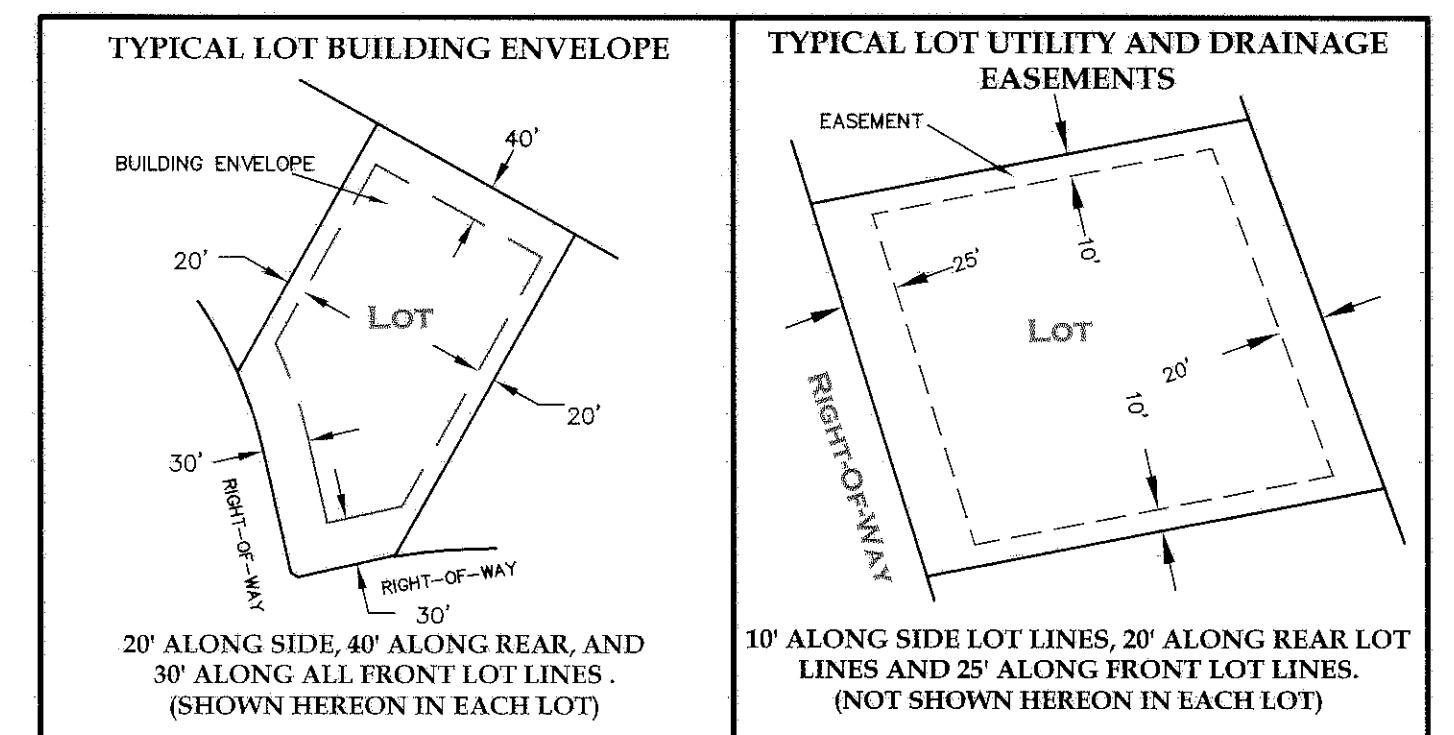 TYPICAL LOT BUILDING ENVELOPE
40'
BUILDING ENVELOPE
20'
LOT
20'
30'
RIGHT-OF-WAY
RIGHT-OF-WAY
30'
20' ALONG SIDE, 40' ALONG REAR, AND
30' ALONG ALL FRONT LOT LINES .
(SHOWN HEREON IN EACH LOT)
TYPICAL LOT UTILITY AND DRAINAGE
EASEMENTS
EASEMENT
25'
10'
LOT
20'
10'
RIGHT-OF-WAY
10' ALONG SIDE LOT LINES, 20' ALONG REAR LOT
LINES AND 25' ALONG FRONT LOT LINES.
(NOT SHOWN HEREON IN EACH LOT)